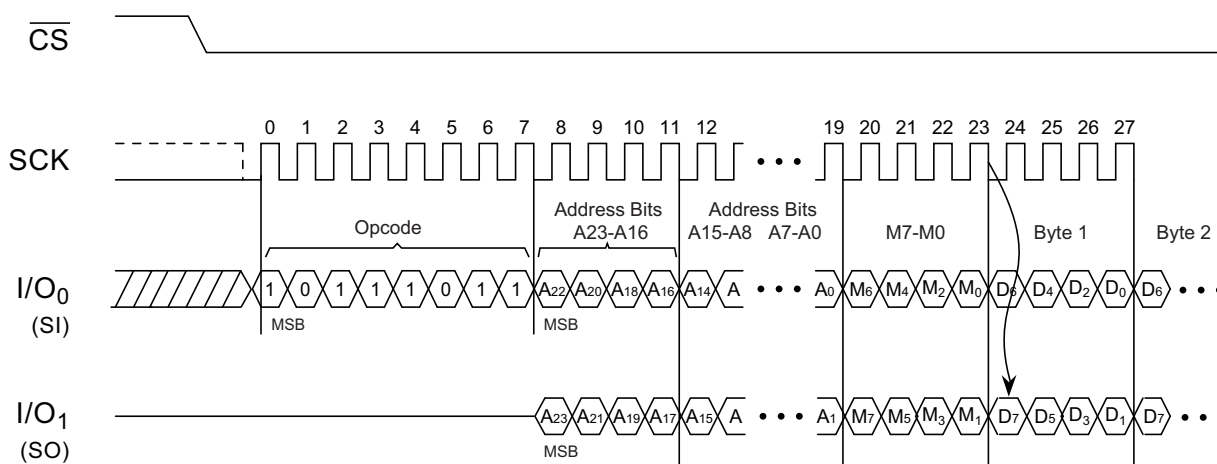 CS
0 1 2 3 4 5 6 7 8 9 10 11 12 19 20 21 22 23 24 25 26 27
SCK
Opcode
Address Bits
A23-A16
Address Bits
A15-A8 A7-A0
M7-M0
Byte 1
Byte 2
I/O0
(SI)
1 0 1 1 1 0 1 1 A22 A20 A18 A16 A14 A • • • A0 M6 M4 M2 M0 D6 D4 D2 D0 D6 • • •
MSB
MSB
I/O1
(SO)
A23 A21 A19 A17 A15 A • • • A1 M7 M5 M3 M1 D7 D5 D3 D1 D7 • •
MSB